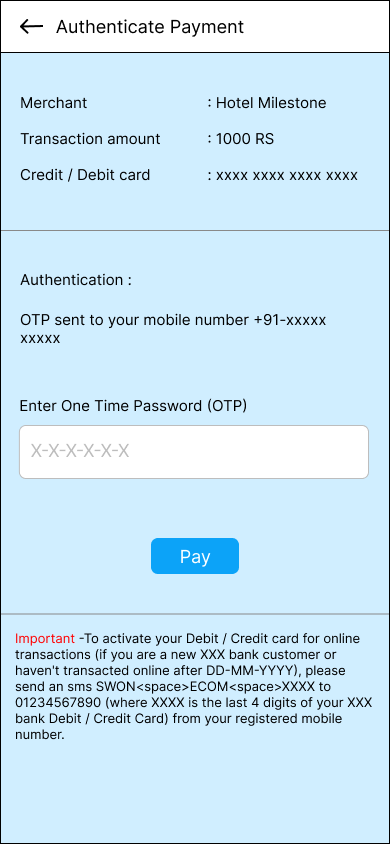 Authenticate Payment
Merchant : Hotel Milestone
Transaction amount : 1000 RS
Credit / Debit card : xxxx xxxx xxxx xxxx
Authentication :
OTP sent to your mobile number +91-xxxxx
xxxxx
Enter One Time Password (OTP)
X-X-X-X-X-X
Pay
Important -To activate your Debit / Credit card for online
transactions (if you are a new XXX bank customer or
haven't transacted online after DD-MM-YYYY), please
send an sms SWON<space>ECOM<space>XXXX to
01234567890 (where XXXX is the last 4 digits of your XXX
bank Debit / Credit Card) from your registered mobile
number.